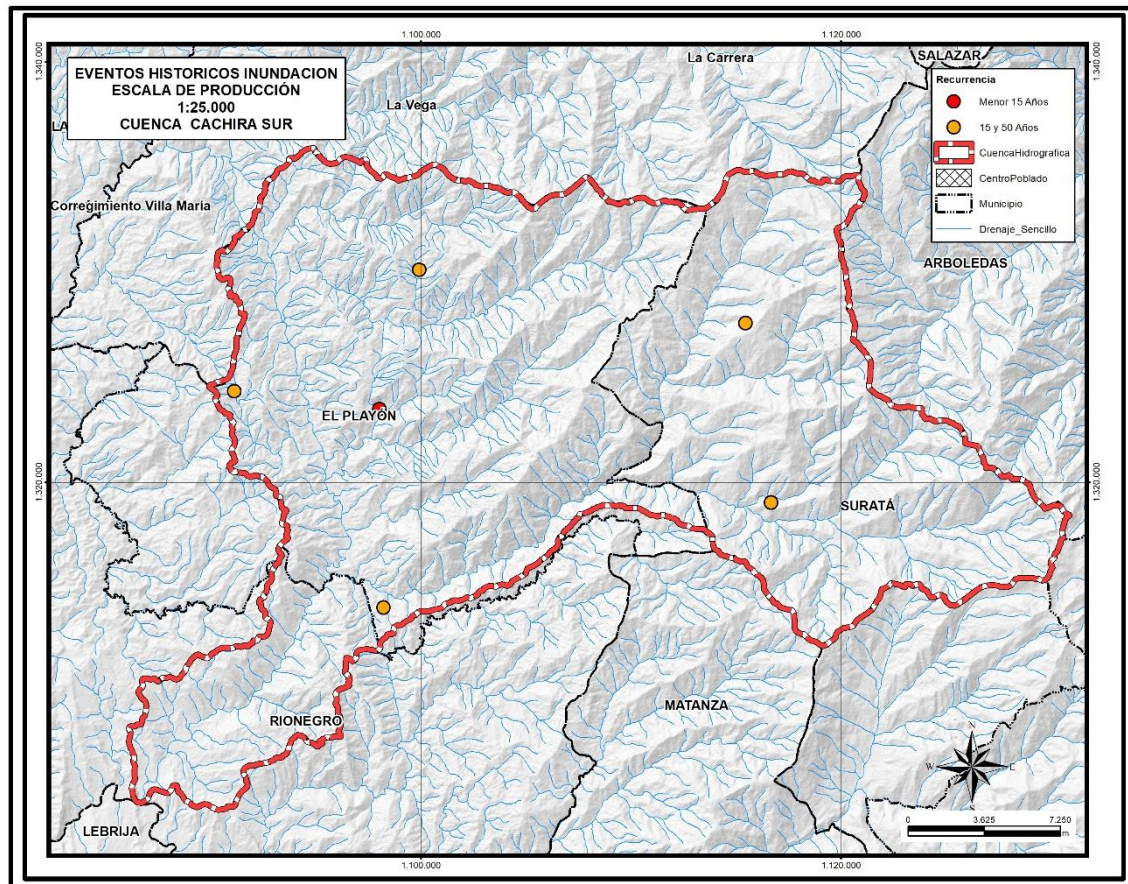 1.100.000
1.120.000
1.340.000
1.340.000
EVENTOS HISTORICOS INUNDACION
ESCALA DE PRODUCCIÓN
1:25.000
CUENCA CACHIRA SUR
La Carrera
SALAZAR
Recurrencia
Menor 15 Años
15 y 50 Años
CuencaHidrografica
CentroPoblado
Municipio
Drenaje_Sencillo
La Vega
LA
Corregimiento Villa María
ARBOLEDAS
EL PLAYÓN
1.320.000
1.320.000
SURATÁ
MATANZA
RIONEGRO
LEBRIJA
N
W
E
S
0
3.625
7.250
m
1.100.000
1.120.000